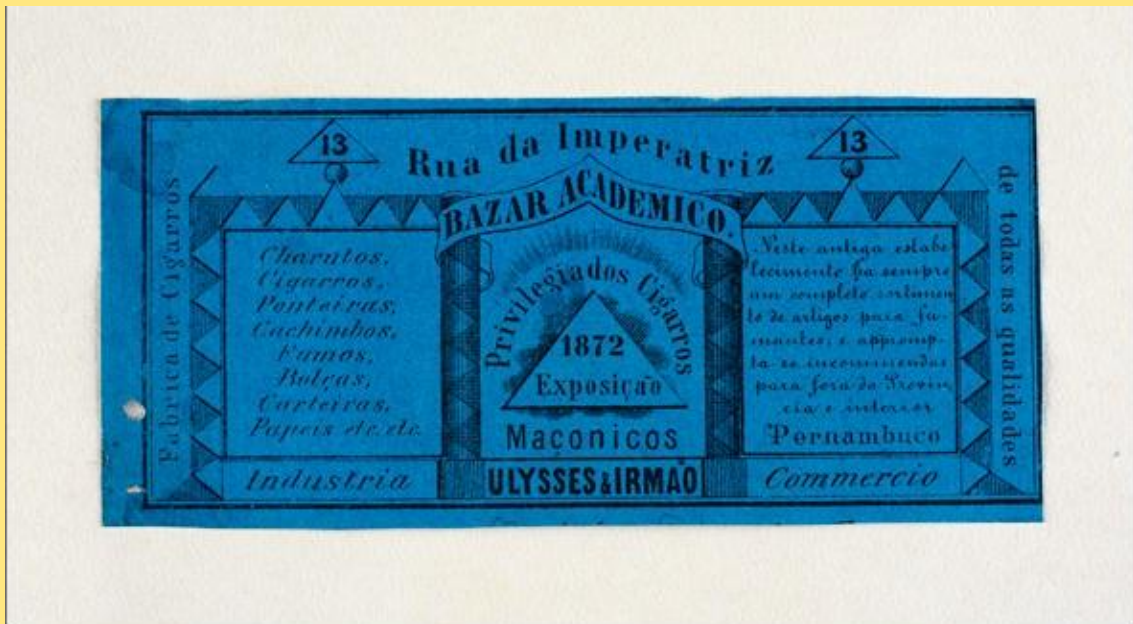 13
Rua da Imperatriz
13
BAZAR ACADEMICO.
Fabrica de Cigarros
de todas as qualidades
Charutos,
Cigarros,
Ponteiras,
Cachimbos,
Fumos,
Bolças,
Carteiras,
Papeis etc. etc.
Privilegiados Cigarros
1872
Exposição
Maçonicos
Neste antigo estabe
lecimento ha sempre
um completo sortimen
to de artigos para fu-
mantes; e appromp-
ta-se incommendas
para fora da Provin
cia e interior
Pernambuco
Industria
ULYSSES & IRMÃO
Commercio